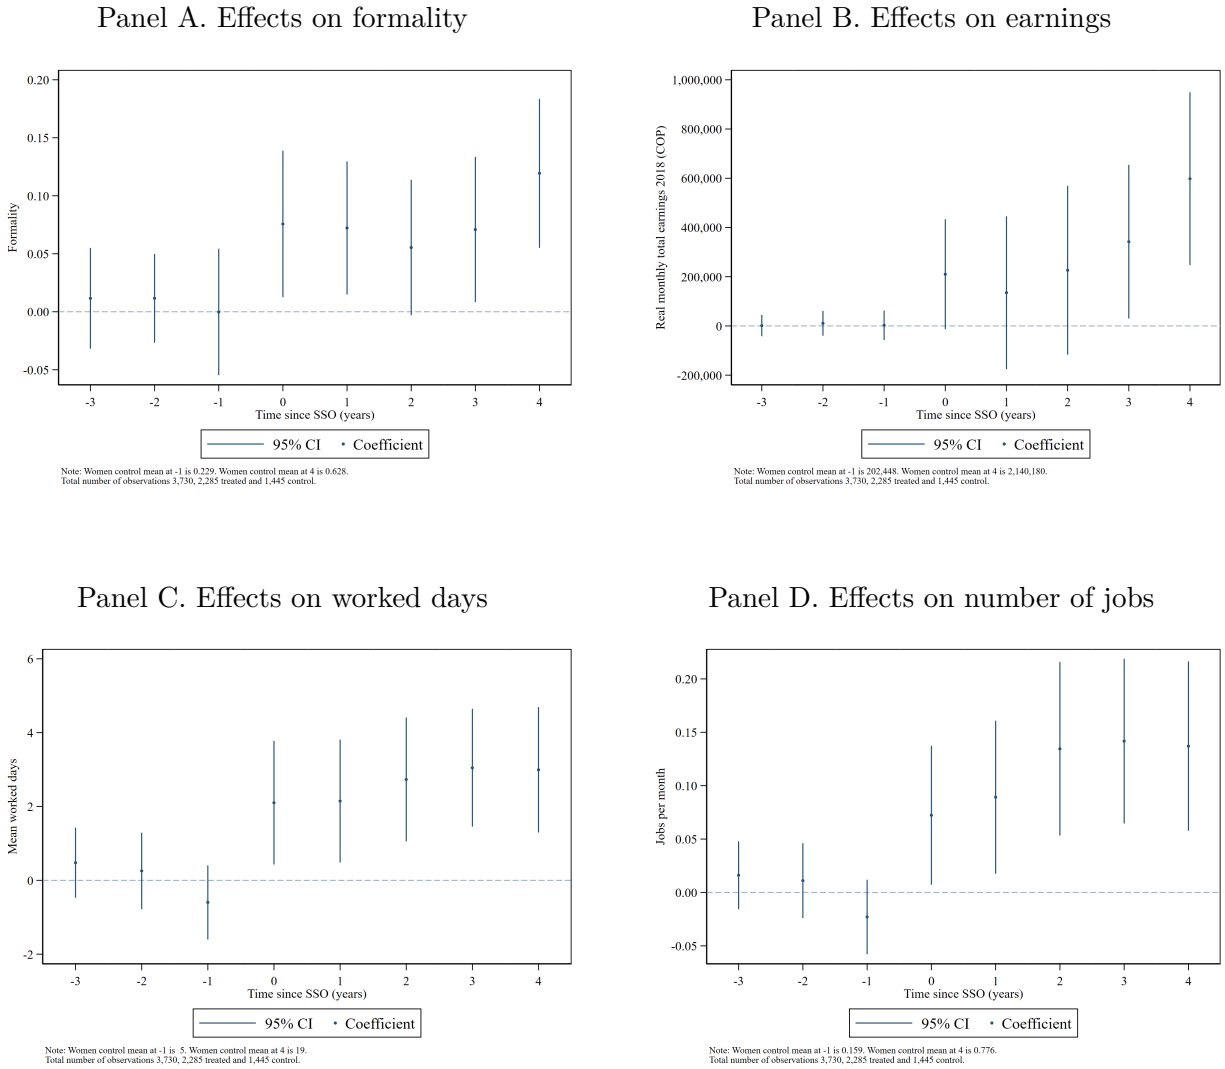 Panel A. Effects on formality
Formality
0.20
0.15
0.10
0.05
0.00
-0.05
-3 -2 -1 0 1 2 3 4
Time since SSO (years)
95% CI Coefficient
Note: Women control mean at -1 is 0.229. Women control mean at 4 is 0.628.
Total number of observations 3,730, 2,285 treated and 1,445 control.
Panel B. Effects on earnings
Real monthly total earnings 2018 (COP)
1,000,000
800,000
600,000
400,000
200,000
0
-200,000
-3 -2 -1 0 1 2 3 4
Time since SSO (years)
95% CI Coefficient
Note: Women control mean at -1 is 202,448. Women control mean at 4 is 2,140,180.
Total number of observations 3,730, 2,285 treated and 1,445 control.
Panel C. Effects on worked days
Mean worked days
6
4
2
0
-2
-3 -2 -1 0 1 2 3 4
Time since SSO (years)
95% CI Coefficient
Note: Women control mean at -1 is  5. Women control mean at 4 is 19.
Total number of observations 3,730, 2,285 treated and 1,445 control.
Panel D. Effects on number of jobs
Jobs per month
0.20
0.15
0.10
0.05
0.00
-0.05
-3 -2 -1 0 1 2 3 4
Time since SSO (years)
95% CI Coefficient
Note: Women control mean at -1 is 0.159. Women control mean at 4 is 0.776.
Total number of observations 3,730, 2,285 treated and 1,445 control.